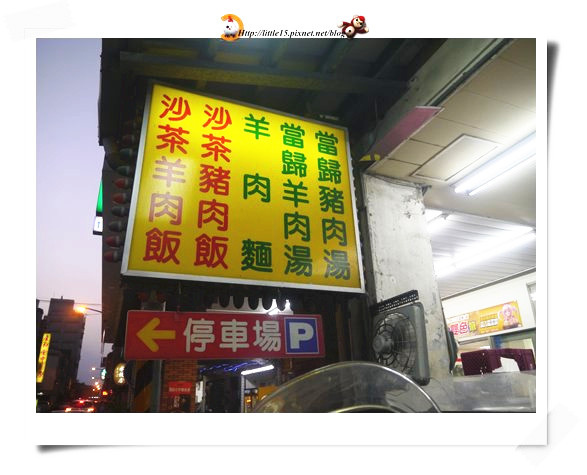 Http://little15.pixnet.net/blog
當歸豬肉湯
當歸羊肉湯
羊肉麵
沙茶豬肉飯
沙茶羊肉飯
停車場 P